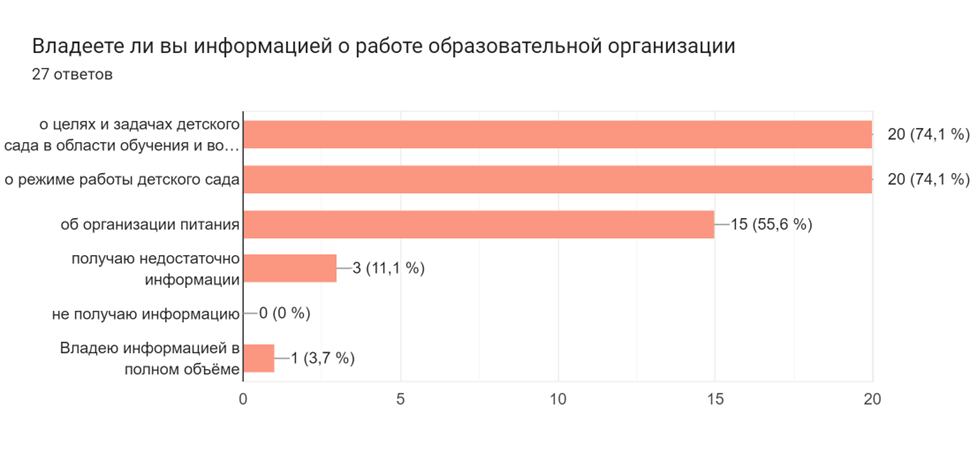 Владеете ли вы информацией о работе образовательной организации
27 ответов
о целях и задачах детского
сада в области обучения и во…
20 (74,1 %)
о режиме работы детского сада
20 (74,1 %)
об организации питания
15 (55,6 %)
получаю недостаточно
информации
3 (11,1 %)
не получаю информацию
0 (0 %)
Владею информацией в
полном объёме
1 (3,7 %)
0 5 10 15 20